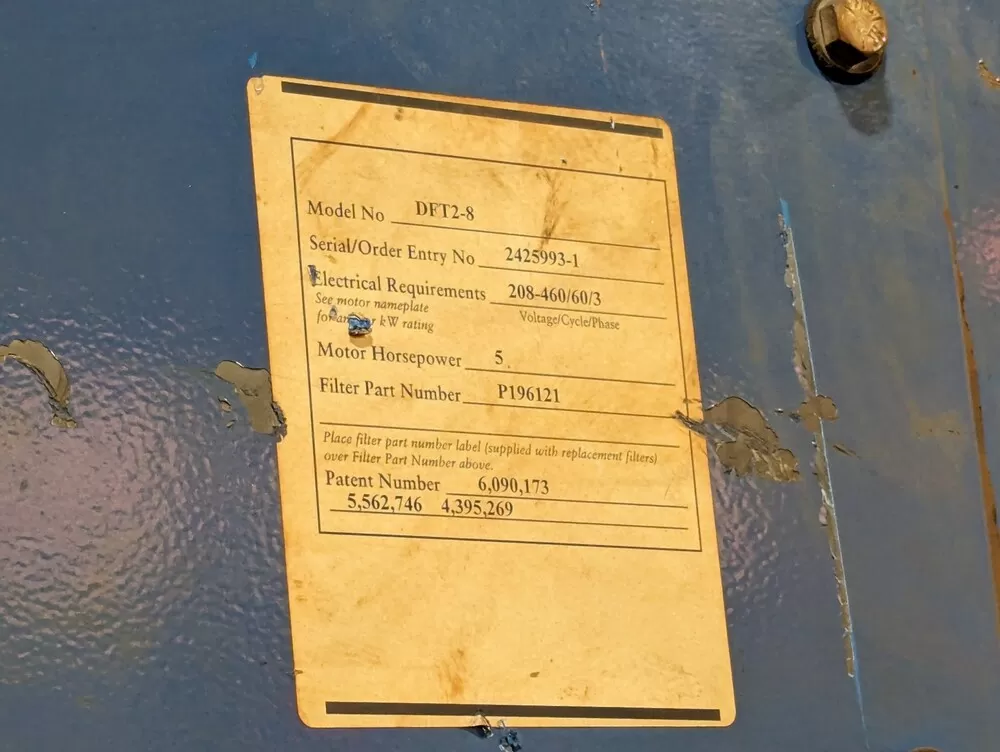 Model No DFT2-8
Serial/Order Entry No 2425993-1
Electrical Requirements 208-460/60/3
See motor nameplate
Voltage/Cycle/Phase
for kW rating
Motor Horsepower 5
Filter Part Number P196121
Place filter part number label (supplied with replacement filters)
over Filter Part Number above.
Patent Number 6,090,173
5,562,746 4,395,269